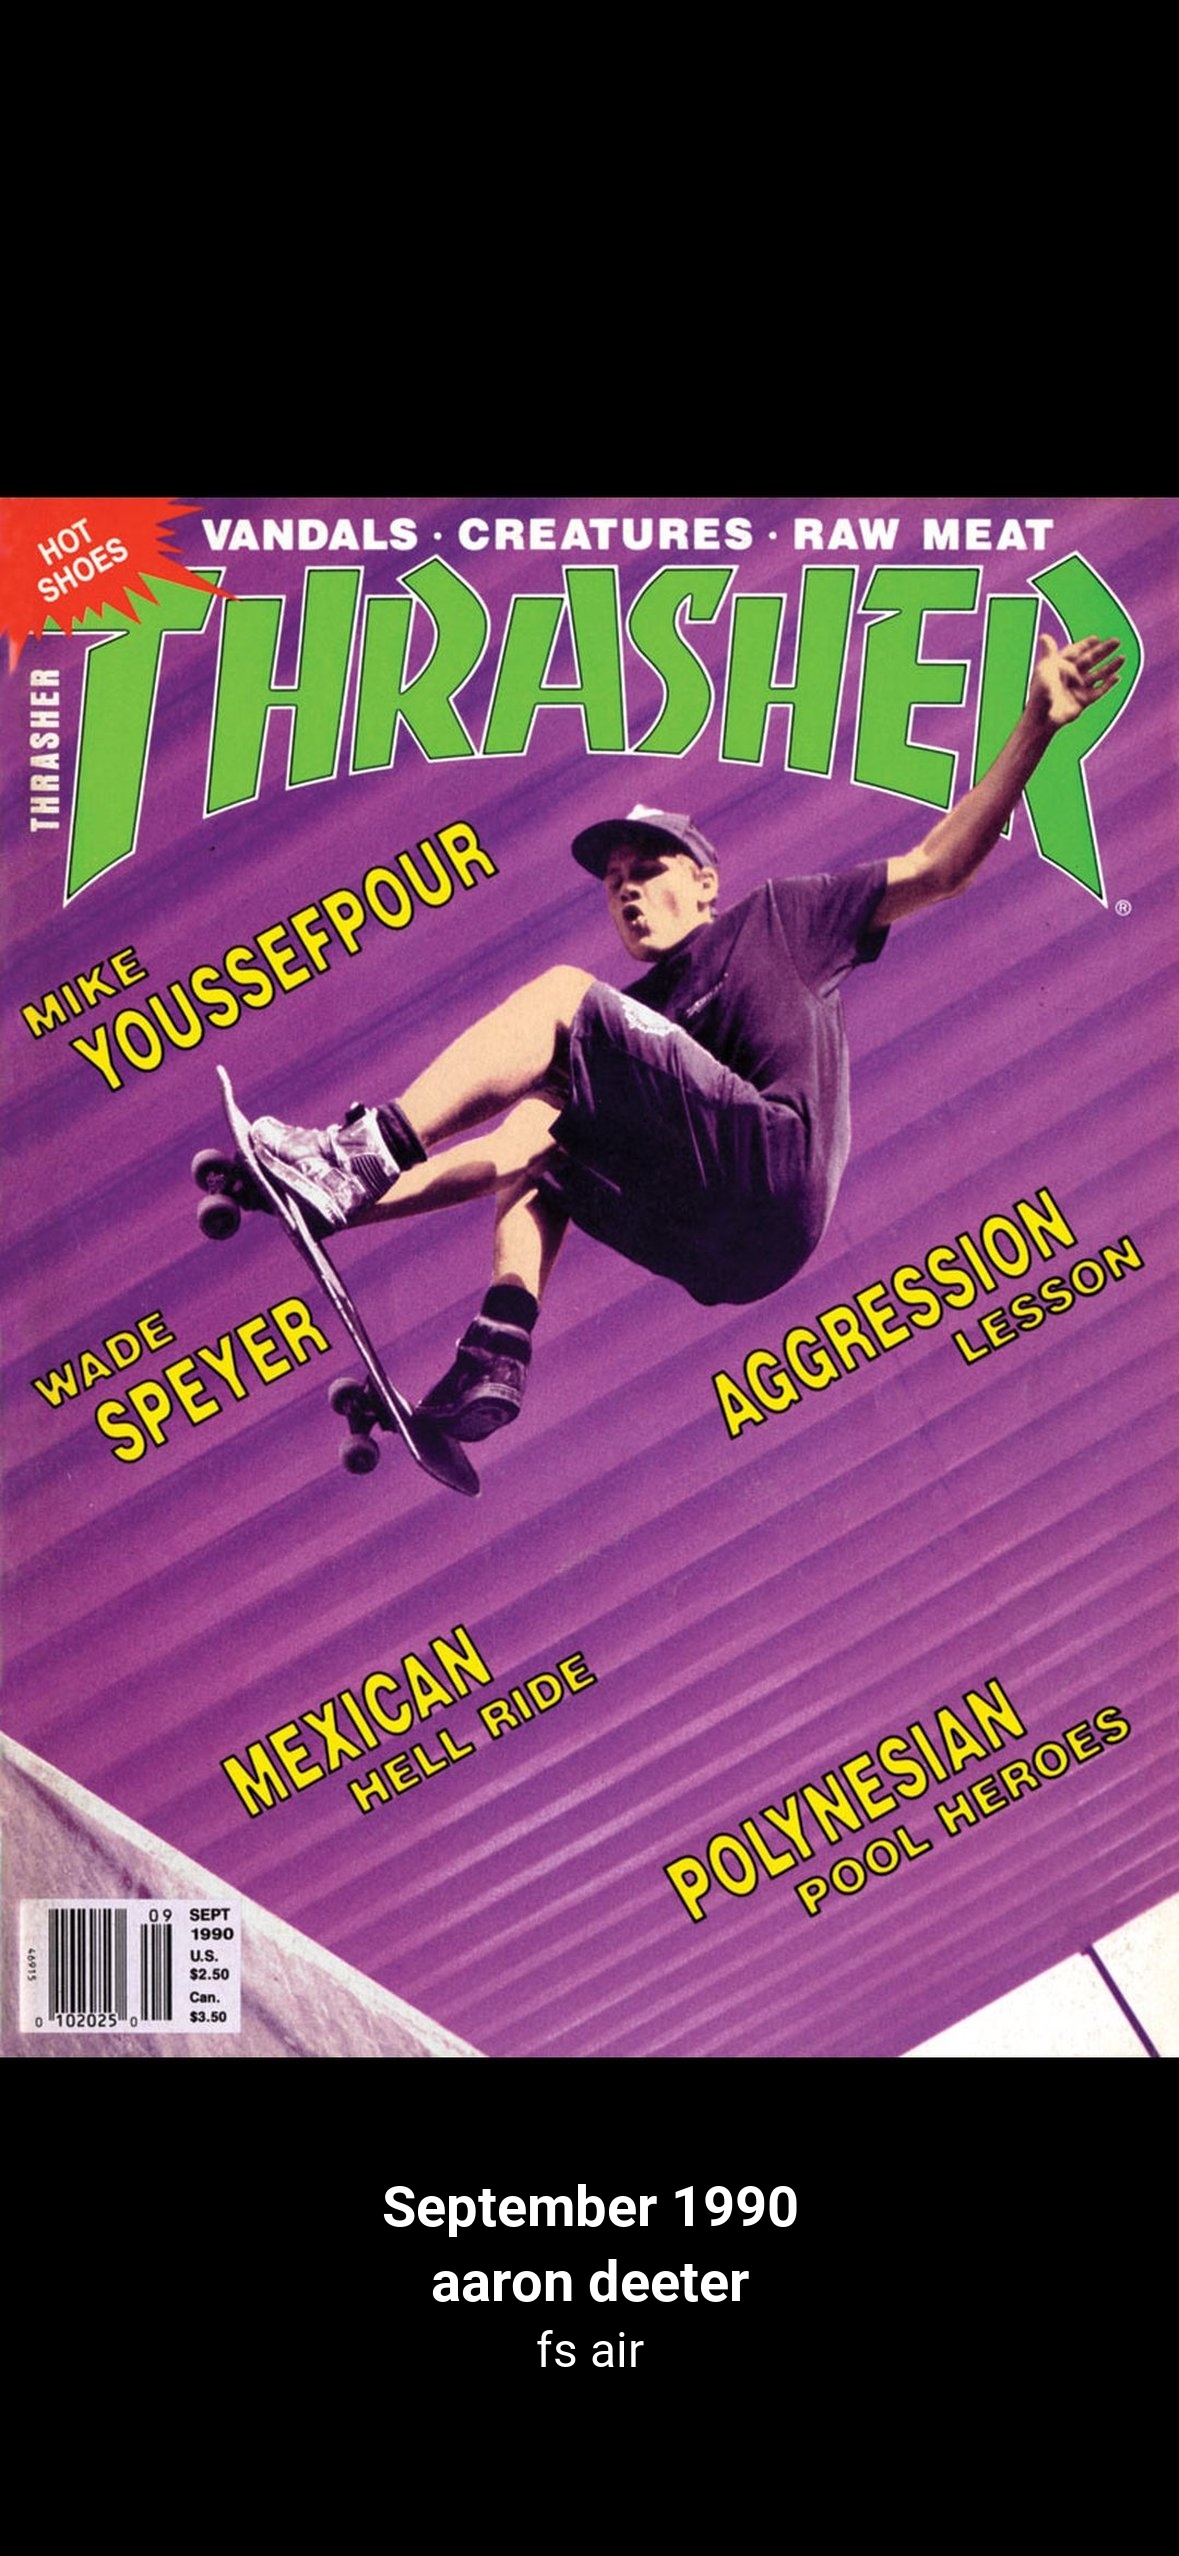 HOT
SHOES
VANDALS · CREATURES · RAW MEAT
THRASHER
THRASHER
®
MIKE
YOUSSEFPOUR
WADE
SPEYER
AGGRESSION
LESSON
MEXICAN
HELL RIDE
POLYNESIAN
POOL HEROES
09
SEPT
1990
U.S.
$2.50
Can.
$3.50
46915
0 102025 0
September 1990
aaron deeter
fs air